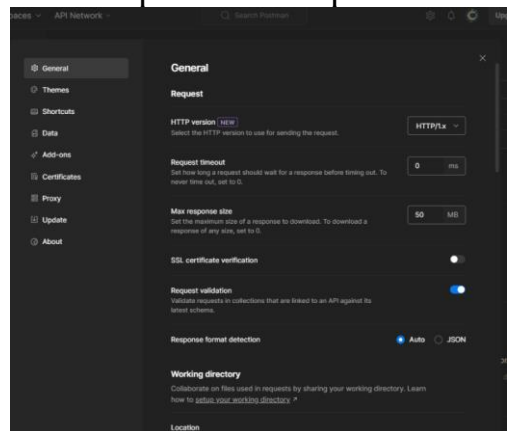 API Network
Search Postman
General
Themes
Shortcuts
Data
Add-ons
Certificates
Proxy
Update
About
General
Request
HTTP version NEW
Select the HTTP version to use for sending the request.
HTTP/1.x
Request timeout
Set how long a request should wait for a response before timing out. To
never time out, set to 0.
0 ms
Max response size
Set the maximum size of a response to download. To download a
response of any size, set to 0.
50 MB
SSL certificate verification
Request validation
Validate requests in collections that are linked to an API against its
latest schema.
Response format detection
Auto JSON
Working directory
Collaborate on files used in requests by sharing your working directory. Learn
how to setup your working directory ↗
Location